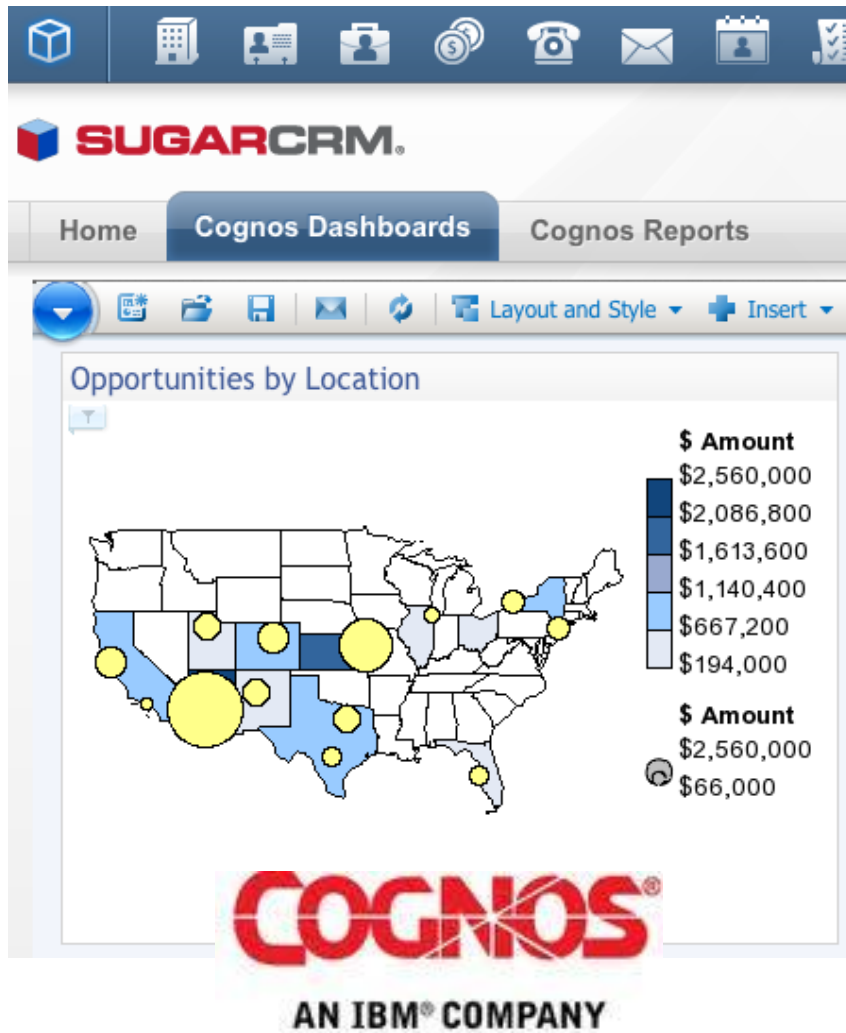 SUGARCRM®
Home
Cognos Dashboards
Cognos Reports
Layout and Style
Insert
Opportunities by Location
$ Amount
$2,560,000
$2,086,800
$1,613,600
$1,140,400
$667,200
$194,000
$ Amount
$2,560,000
$66,000
COGNOS®
AN IBM® COMPANY